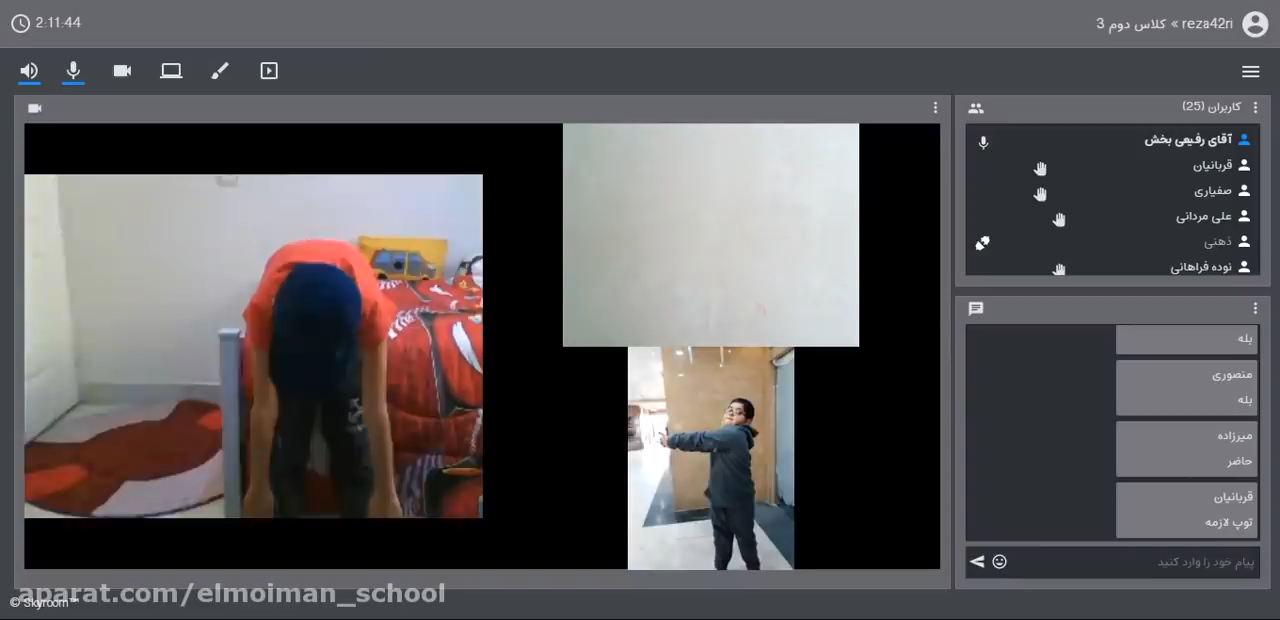 2:11:44
reza42ri » کلاس دوم 3
کاربران (25)
آقای رفیعی بخش
قربانیان
صفیاری
علی مردانی
ذهنی
نوده فراهانی
بله
منصوری
بله
میرزاده
حاضر
قربانیان
توپ لازمه
پیام خود را وارد کنید
aparat.com/elmoiman_school
© Skyroom™